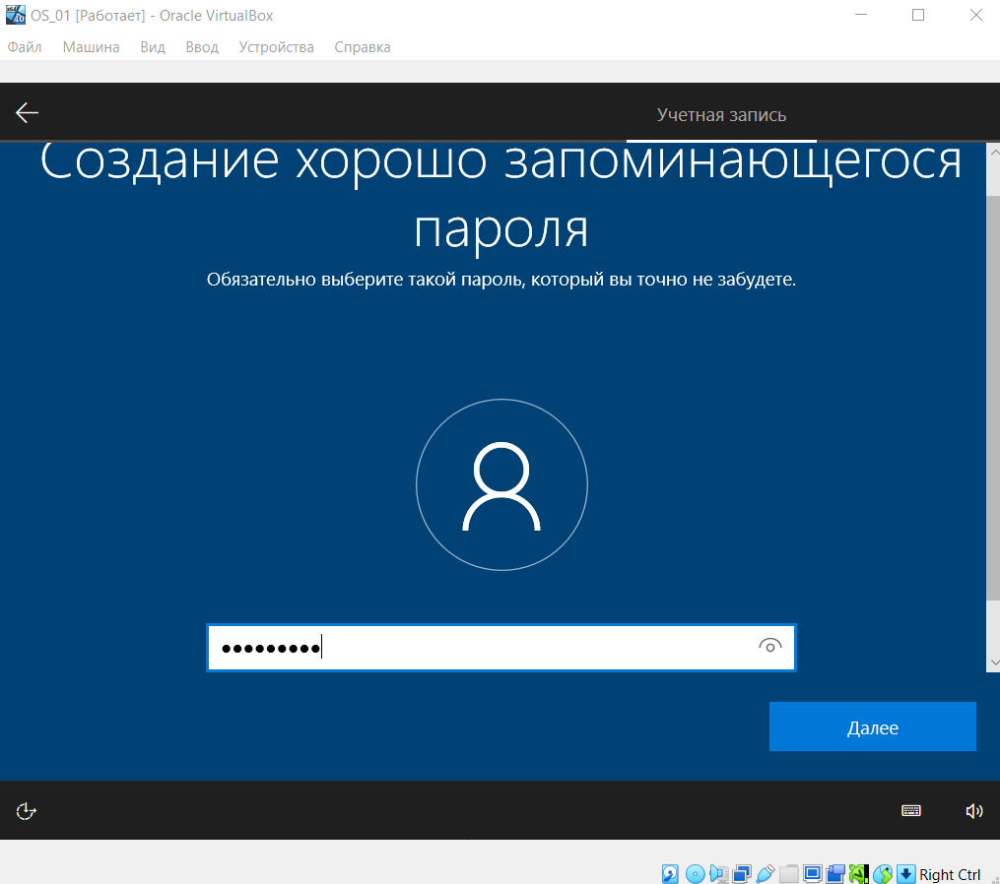 OS_01 [Работает] - Oracle VirtualBox
Файл Машина Вид Ввод Устройства Справка
Учетная запись
Создание хорошо запоминающегося
пароля
Обязательно выберите такой пароль, который вы точно не забудете.
Далее
Right Ctrl